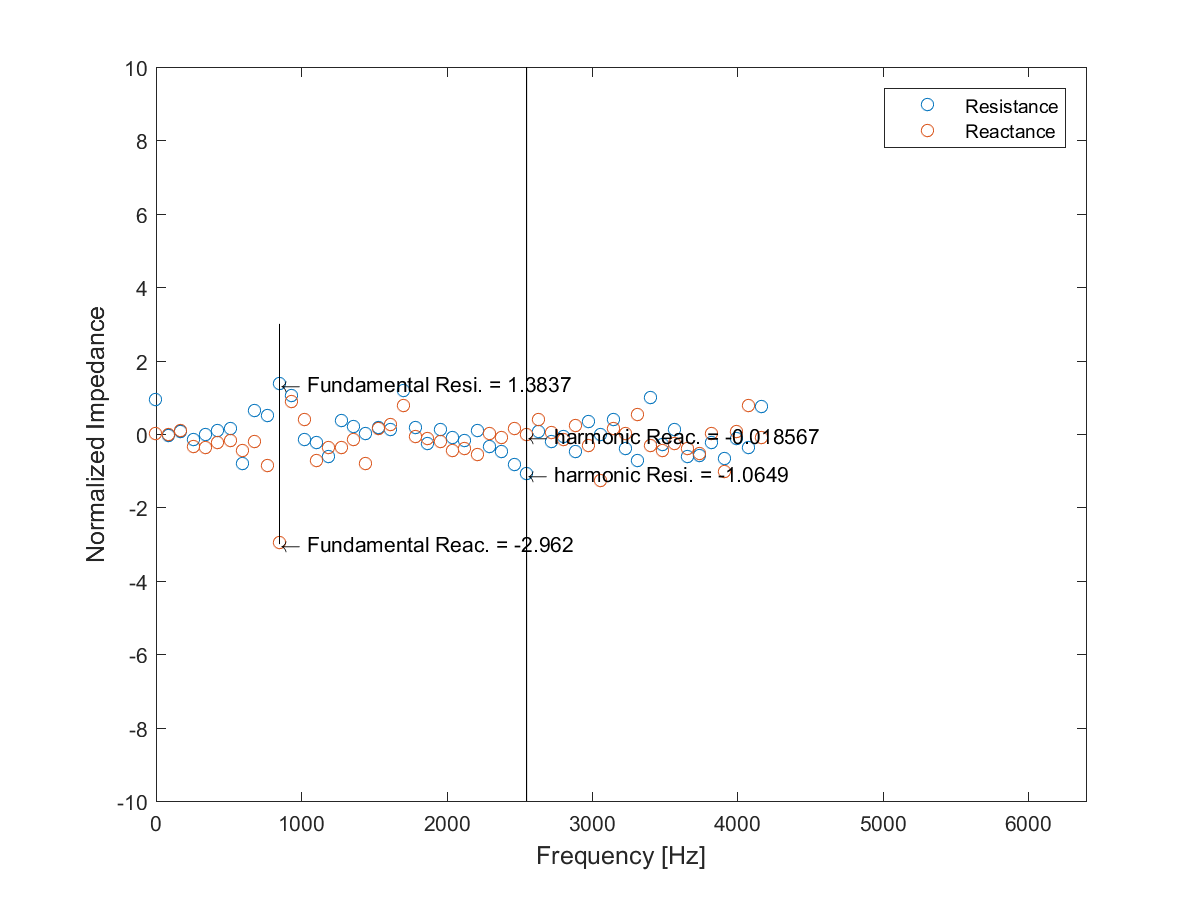 10
8
6
4
2
0
-2
-4
-6
-8
-10
Normalized Impedance
Resistance
Reactance
Fundamental Resi. = 1.3837
harmonic Reac. = -0.018567
harmonic Resi. = -1.0649
Fundamental Reac. = -2.962
0 1000 2000 3000 4000 5000 6000
Frequency [Hz]